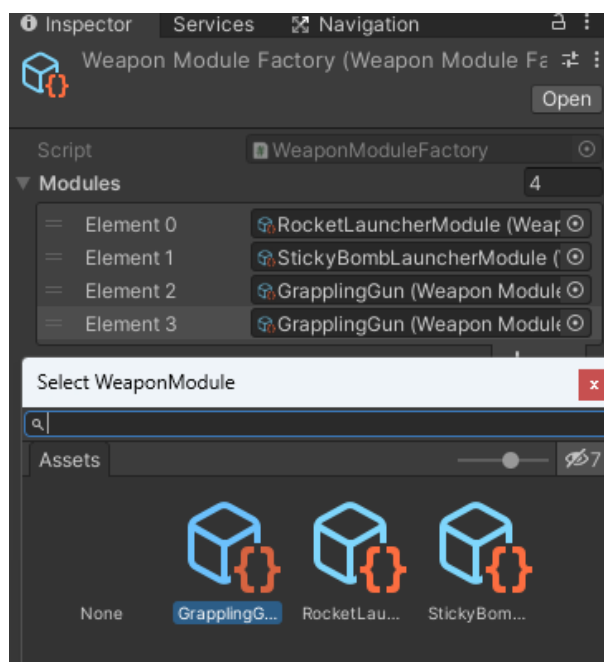 Inspector Services Navigation
Weapon Module Factory (Weapon Module Fa
Open
Script WeaponModuleFactory
Modules 4
Element 0 RocketLauncherModule (Weap
Element 1 StickyBombLauncherModule (
Element 2 GrapplingGun (Weapon Module
Element 3 GrapplingGun (Weapon Module
Select WeaponModule x
Assets 7
None GrapplingG... RocketLau... StickyBom...